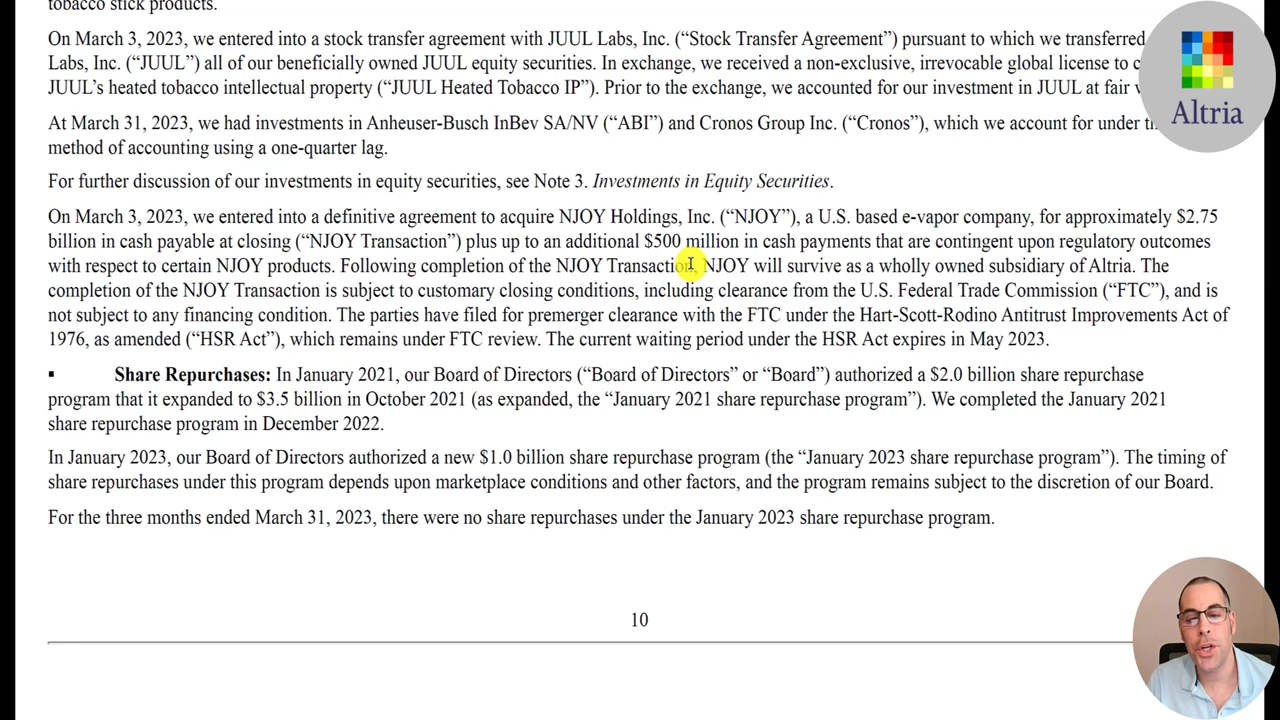 tobacco stick products.
On March 3, 2023, we entered into a stock transfer agreement with JUUL Labs, Inc. (“Stock Transfer Agreement”) pursuant to which we transferred
Labs, Inc. (“JUUL”) all of our beneficially owned JUUL equity securities. In exchange, we received a non-exclusive, irrevocable global license to c
JUUL’s heated tobacco intellectual property (“JUUL Heated Tobacco IP”). Prior to the exchange, we accounted for our investment in JUUL at fair
At March 31, 2023, we had investments in Anheuser-Busch InBev SA/NV (“ABI”) and Cronos Group Inc. (“Cronos”), which we account for under
method of accounting using a one-quarter lag.
For further discussion of our investments in equity securities, see Note 3. Investments in Equity Securities.
On March 3, 2023, we entered into a definitive agreement to acquire NJOY Holdings, Inc. (“NJOY”), a U.S. based e-vapor company, for approximately $2.75
billion in cash payable at closing (“NJOY Transaction”) plus up to an additional $500 million in cash payments that are contingent upon regulatory outcomes
with respect to certain NJOY products. Following completion of the NJOY Transaction, NJOY will survive as a wholly owned subsidiary of Altria. The
completion of the NJOY Transaction is subject to customary closing conditions, including clearance from the U.S. Federal Trade Commission (“FTC”), and is
not subject to any financing condition. The parties have filed for premerger clearance with the FTC under the Hart-Scott-Rodino Antitrust Improvements Act of
1976, as amended (“HSR Act”), which remains under FTC review. The current waiting period under the HSR Act expires in May 2023.
▪ Share Repurchases: In January 2021, our Board of Directors (“Board of Directors” or “Board”) authorized a $2.0 billion share repurchase
program that it expanded to $3.5 billion in October 2021 (as expanded, the “January 2021 share repurchase program”). We completed the January 2021
share repurchase program in December 2022.
In January 2023, our Board of Directors authorized a new $1.0 billion share repurchase program (the “January 2023 share repurchase program”). The timing of
share repurchases under this program depends upon marketplace conditions and other factors, and the program remains subject to the discretion of our Board.
For the three months ended March 31, 2023, there were no share repurchases under the January 2023 share repurchase program.
10
Altria